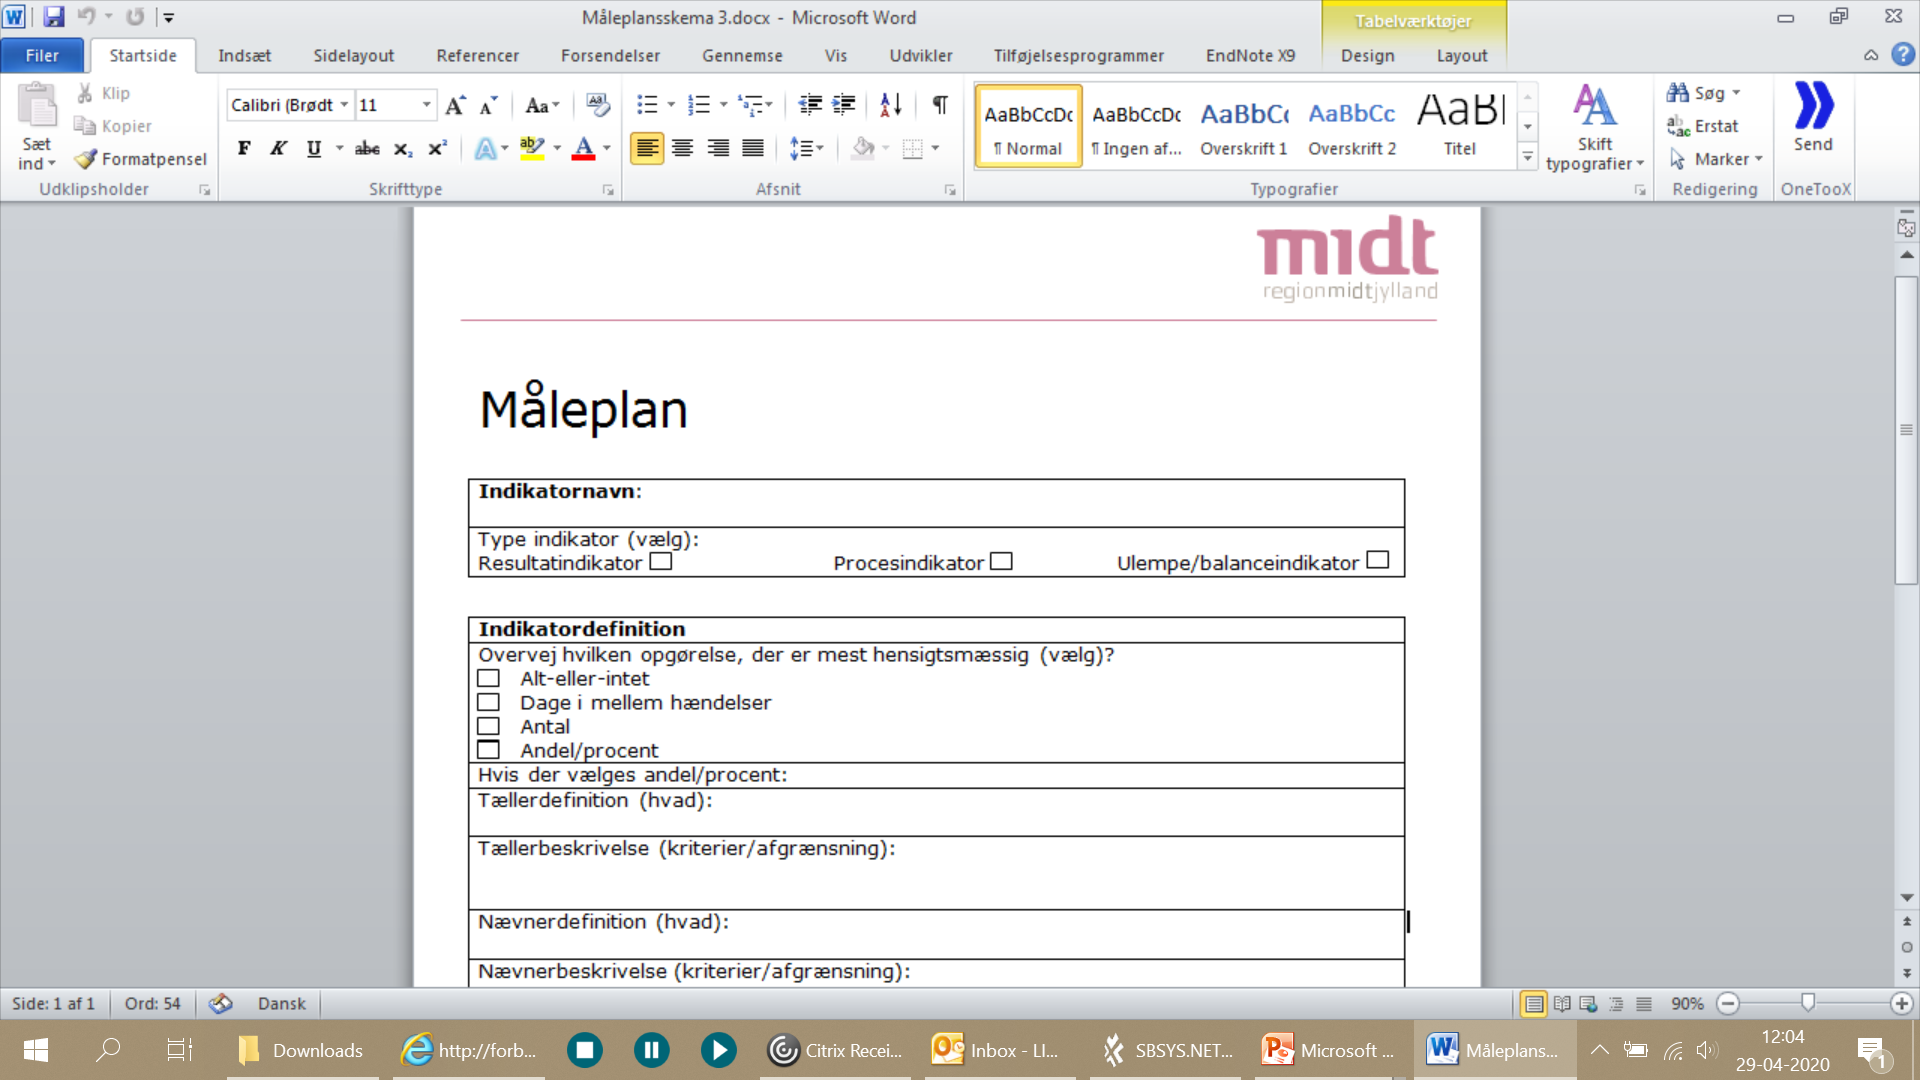 Måleplansskema 3.docx - Microsoft Word
Tabelværktøjer
Filer Startside Indsæt Sidelayout Referencer Forsendelser Gennemse Vis Udvikler Tilføjelsesprogrammer EndNote X9 Design Layout
Sæt ind
Klip
Kopier
Formatpensel
Udklipsholder
Calibri (Brødt 11
Skrifttype
Afsnit
AaBbCcDc AaBbCcDc AaBbCc AaBbCc AaBl
¶ Normal ¶ Ingen af... Overskrift 1 Overskrift 2 Titel
Skift typografier
Typografier
Søg
Erstat
Marker
Redigering
Send
OneTooX
midt
regionmidtjylland
Måleplan
Indikatornavn:
Type indikator (vælg):
Resultatindikator Procesindikator Ulempe/balanceindikator
Indikatordefinition
Overvej hvilken opgørelse, der er mest hensigtsmæssig (vælg)?
Alt-eller-intet
Dage i mellem hændelser
Antal
Andel/procent
Hvis der vælges andel/procent:
Tællerdefinition (hvad):
Tællerbeskrivelse (kriterier/afgrænsning):
Nævnerdefinition (hvad):
Nævnerbeskrivelse (kriterier/afgrænsning):
Side: 1 af 1 Ord: 54 Dansk 90%
Downloads http://forb... Citrix Recei... Inbox - LI... SBSYS.NET... Microsoft ... Måleplans...
12:04
29-04-2020
1